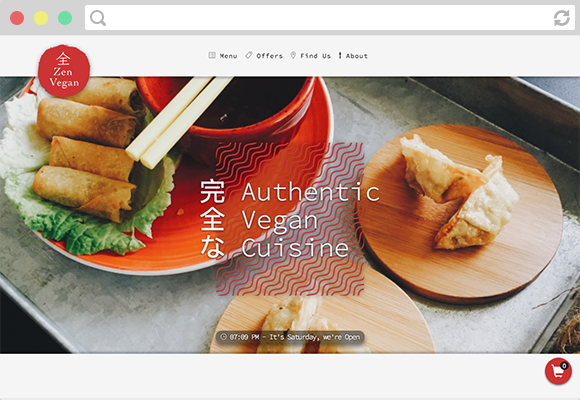 全
Zen
Vegan
Menu Offers Find Us About
完全な
Authentic
Vegan
Cuisine
07:09 PM - It's Saturday, we're Open
0